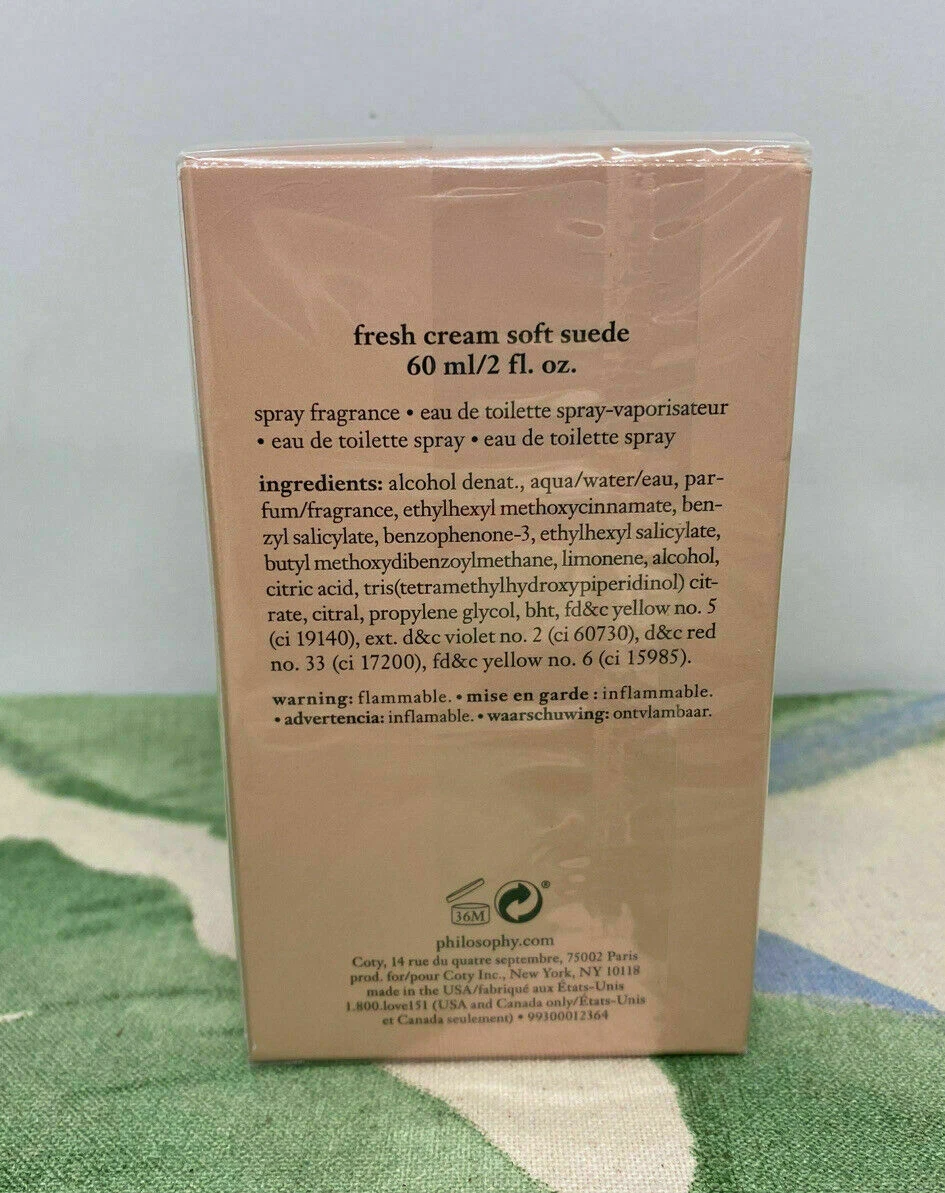 fresh cream soft suede
60 ml/2 fl. oz.
spray fragrance • eau de toilette spray-vaporisateur
• eau de toilette spray • eau de toilette spray
ingredients: alcohol denat., aqua/water/eau, par-
fum/fragrance, ethylhexyl methoxycinnamate, ben-
zyl salicylate, benzophenone-3, ethylhexyl salicylate,
butyl methoxydibenzoylmethane, limonene, alcohol,
citric acid, tris(tetramethylhydroxypiperidinol) cit-
rate, citral, propylene glycol, bht, fd&c yellow no. 5
(ci 19140), ext. d&c violet no. 2 (ci 60730), d&c red
no. 33 (ci 17200), fd&c yellow no. 6 (ci 15985).
warning: flammable. • mise en garde : inflammable.
• advertencia: inflamable. • waarschuwing: ontvlambaar.
36M ®
philosophy.com
Coty, 14 rue du quatre septembre, 75002 Paris
prod. for/pour Coty Inc., New York, NY 10118
made in the USA/fabriqué aux États-Unis
1.800.love151 (USA and Canada only/États-Unis
et Canada seulement) • 99300012364